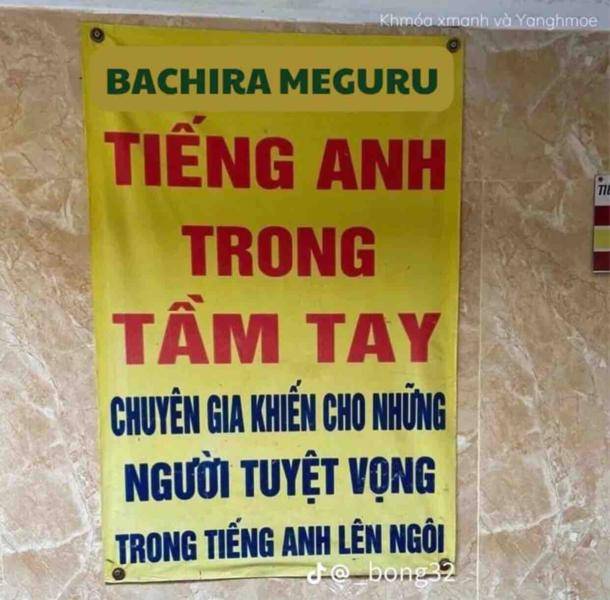 Khmóa xmanh và Yanghmoe
BACHIRA MEGURU
TIẾNG ANH
TRONG
TẦM TAY
CHUYÊN GIA KHIẾN CHO NHỮNG
NGƯỜI TUYỆT VỌNG
TRONG TIẾNG ANH LÊN NGÔI
@_bong32